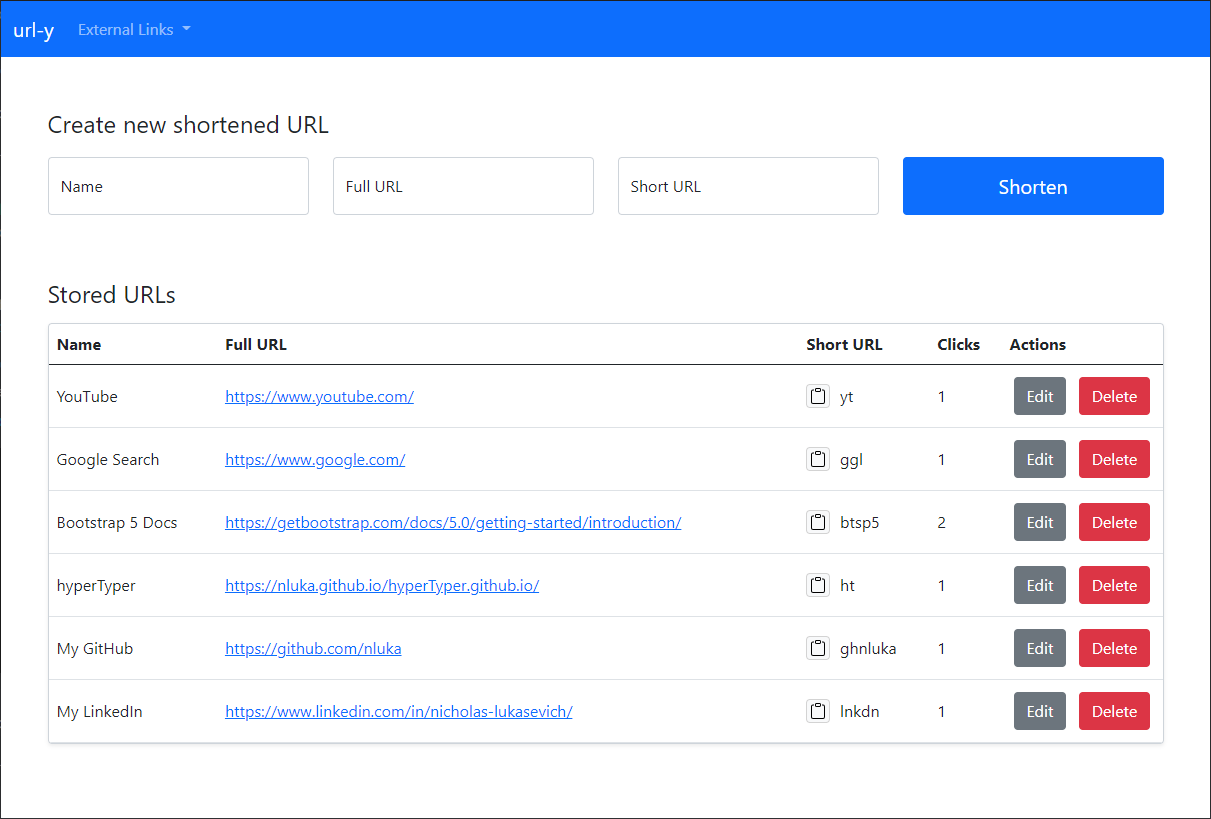 url-y External Links
Create new shortened URL
Name Full URL Short URL Shorten
Stored URLs
Name Full URL Short URL Clicks Actions
YouTube https://www.youtube.com/ yt 1 Edit Delete
Google Search https://www.google.com/ ggl 1 Edit Delete
Bootstrap 5 Docs https://getbootstrap.com/docs/5.0/getting-started/introduction/ btsp5 2 Edit Delete
hyperTyper https://nluka.github.io/hyperTyper.github.io/ ht 1 Edit Delete
My GitHub https://github.com/nluka ghnluka 1 Edit Delete
My LinkedIn https://www.linkedin.com/in/nicholas-lukasevich/ lnkdn 1 Edit Delete